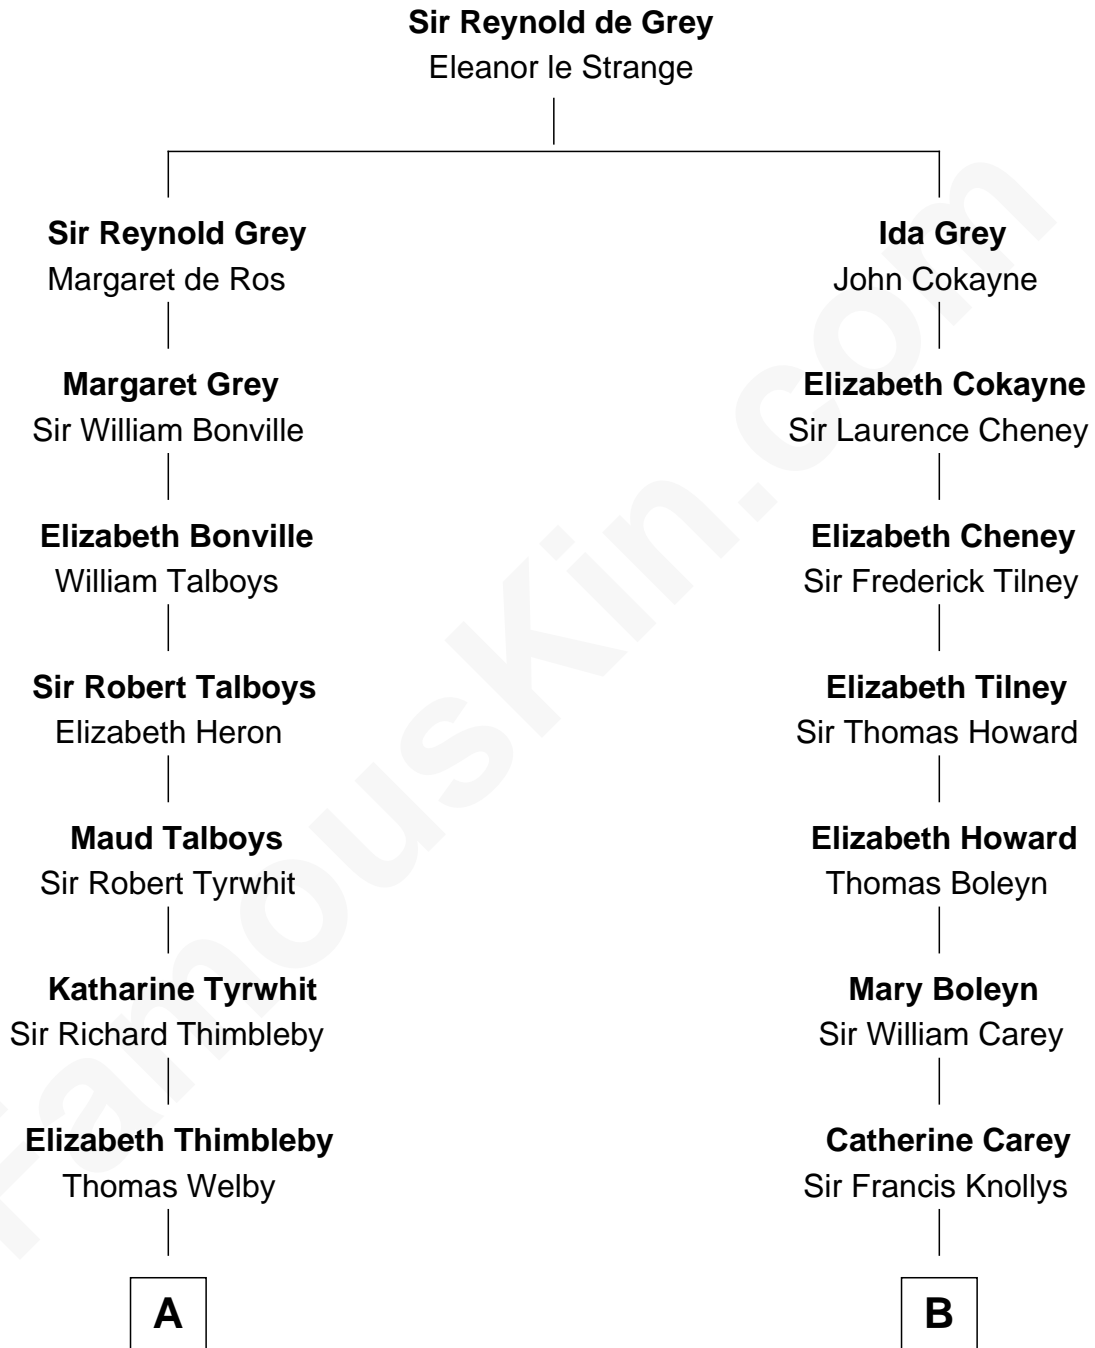 Sir Reynold de Grey
Eleanor le Strange
Sir Reynold Grey
Margaret de Ros
Ida Grey
John Cokayne
Margaret Grey
Sir William Bonville
Elizabeth Cokayne
Sir Laurence Cheney
Elizabeth Bonville
William Talboys
Elizabeth Cheney
Sir Frederick Tilney
Sir Robert Talboys
Elizabeth Heron
Elizabeth Tilney
Sir Thomas Howard
Maud Talboys
Sir Robert Tyrwhit
Elizabeth Howard
Thomas Boleyn
Katharine Tyrwhit
Sir Richard Thimbleby
Mary Boleyn
Sir William Carey
Elizabeth Thimbleby
Thomas Welby
Catherine Carey
Sir Francis Knollys
A
B
FamousKin.com